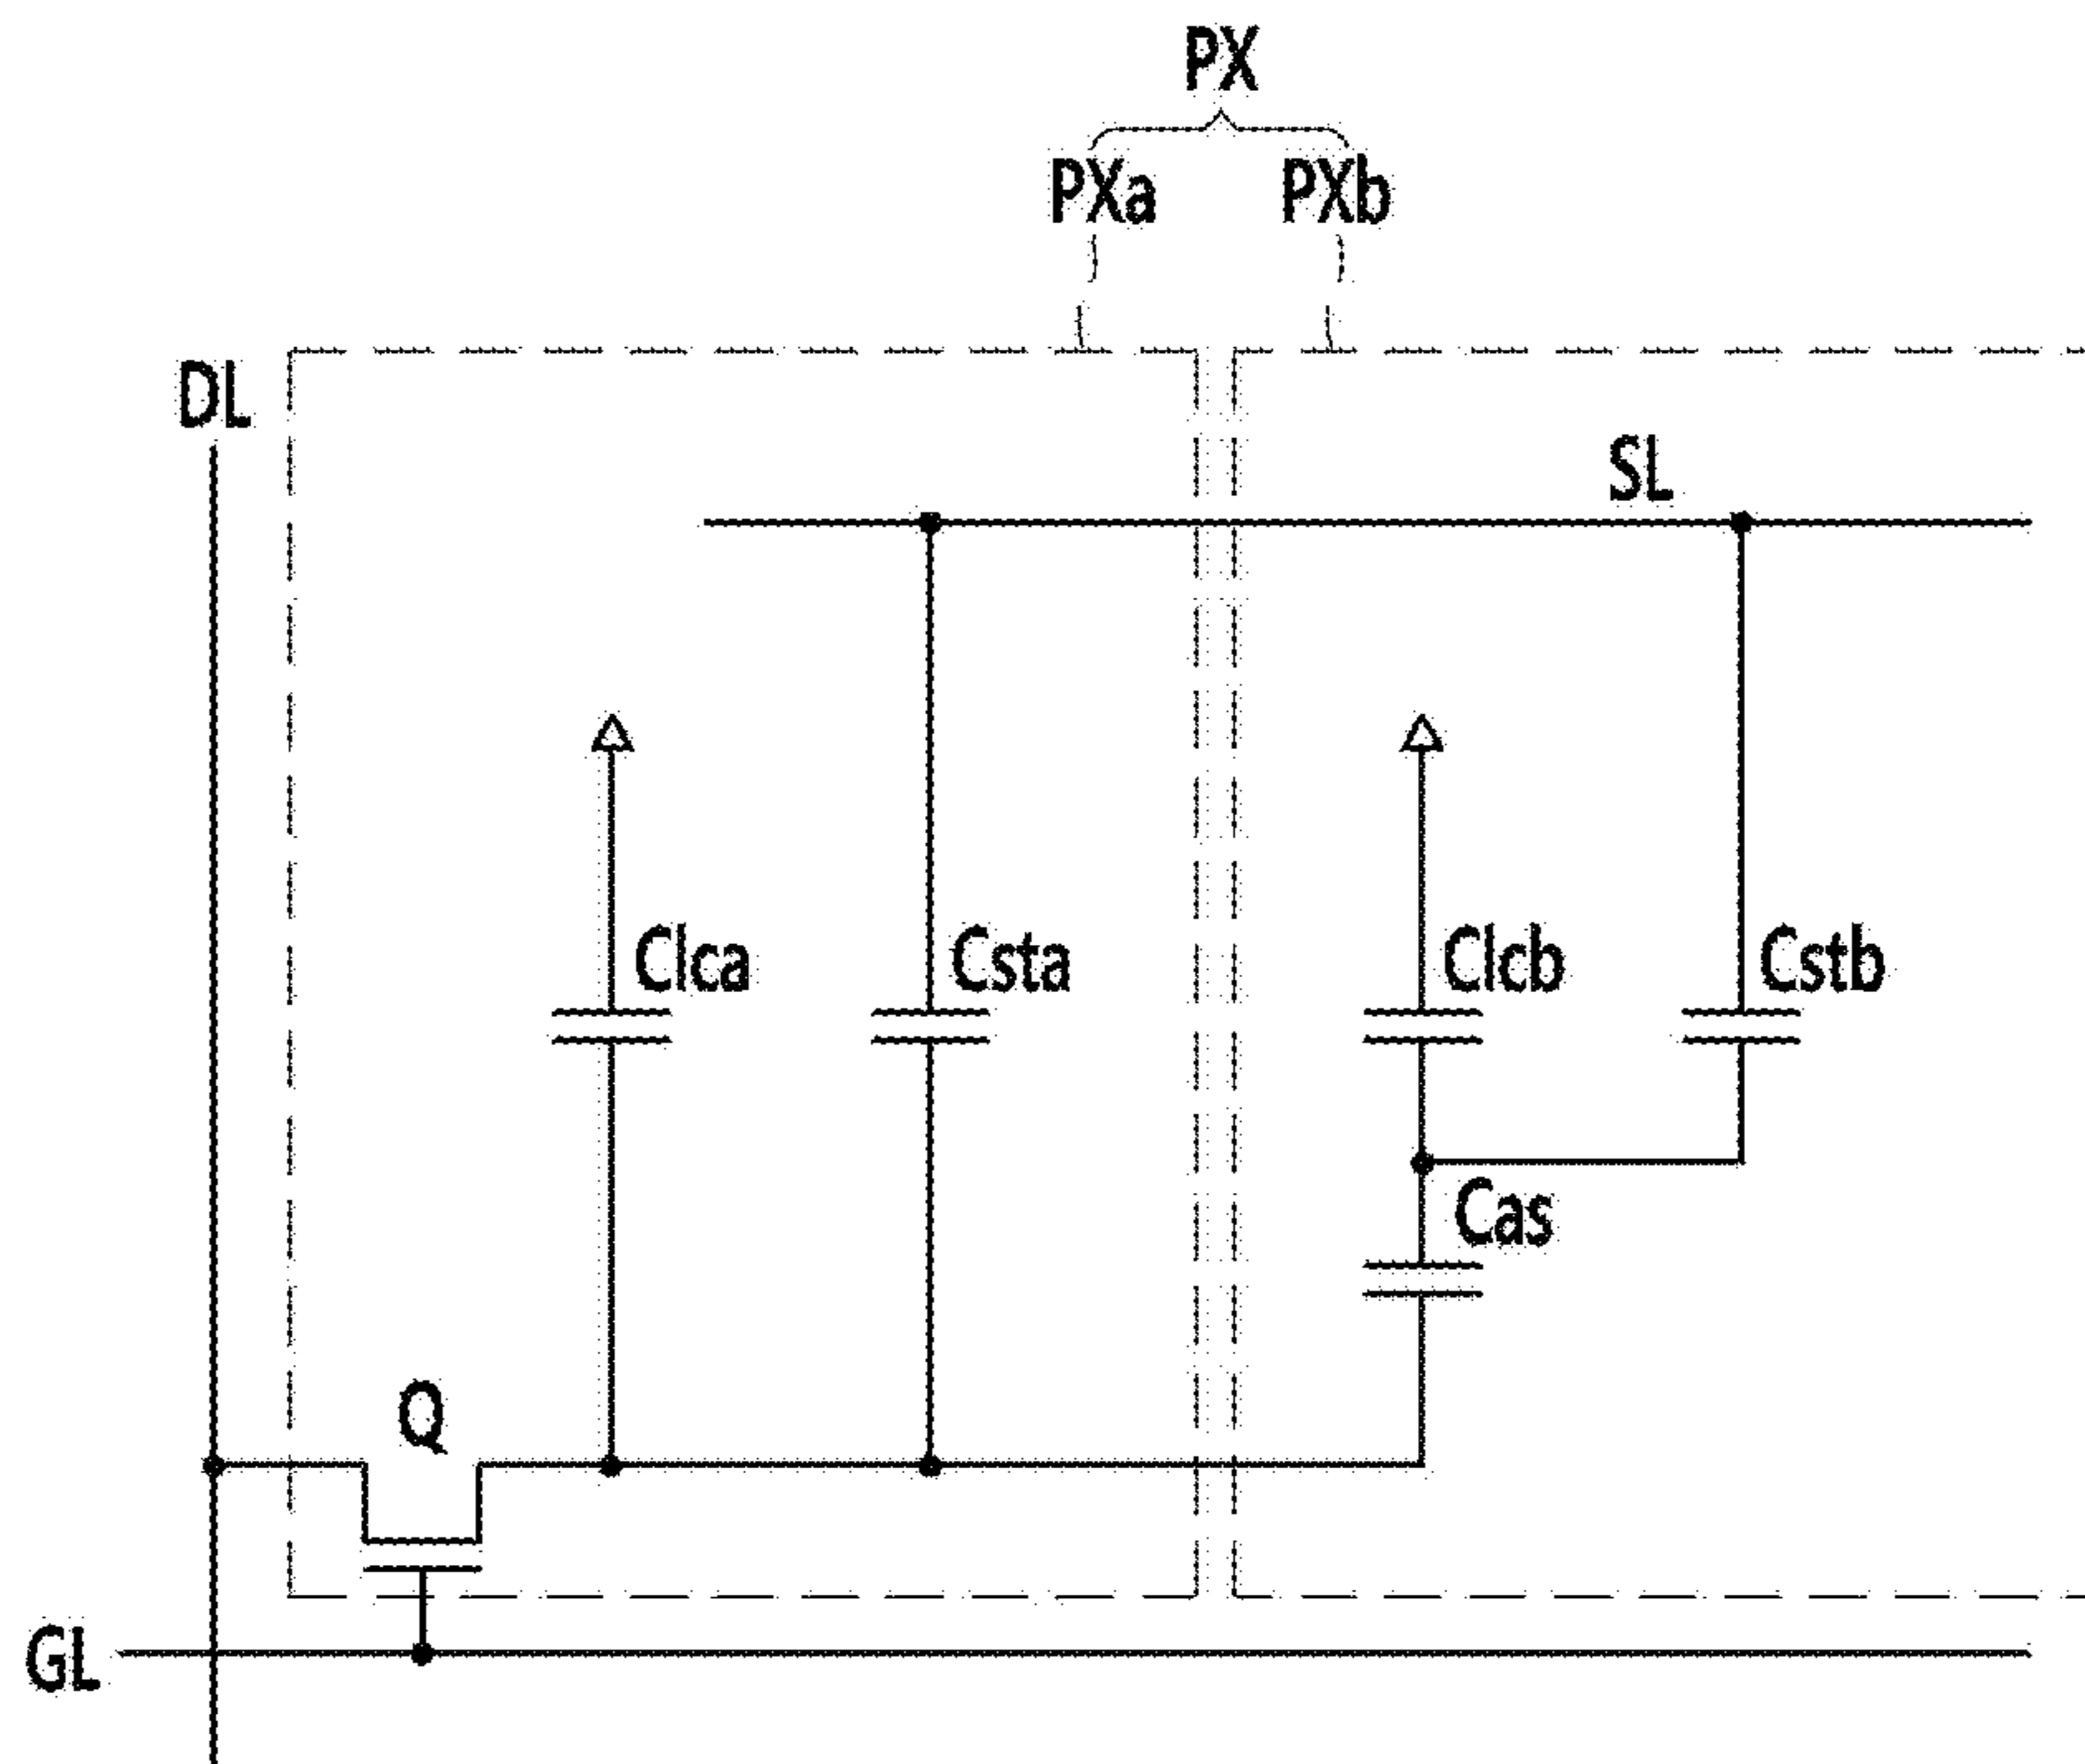 PX
PXa PXb
DL
SL
Clca Csta Clcb Cstb
Cas
Q
GL